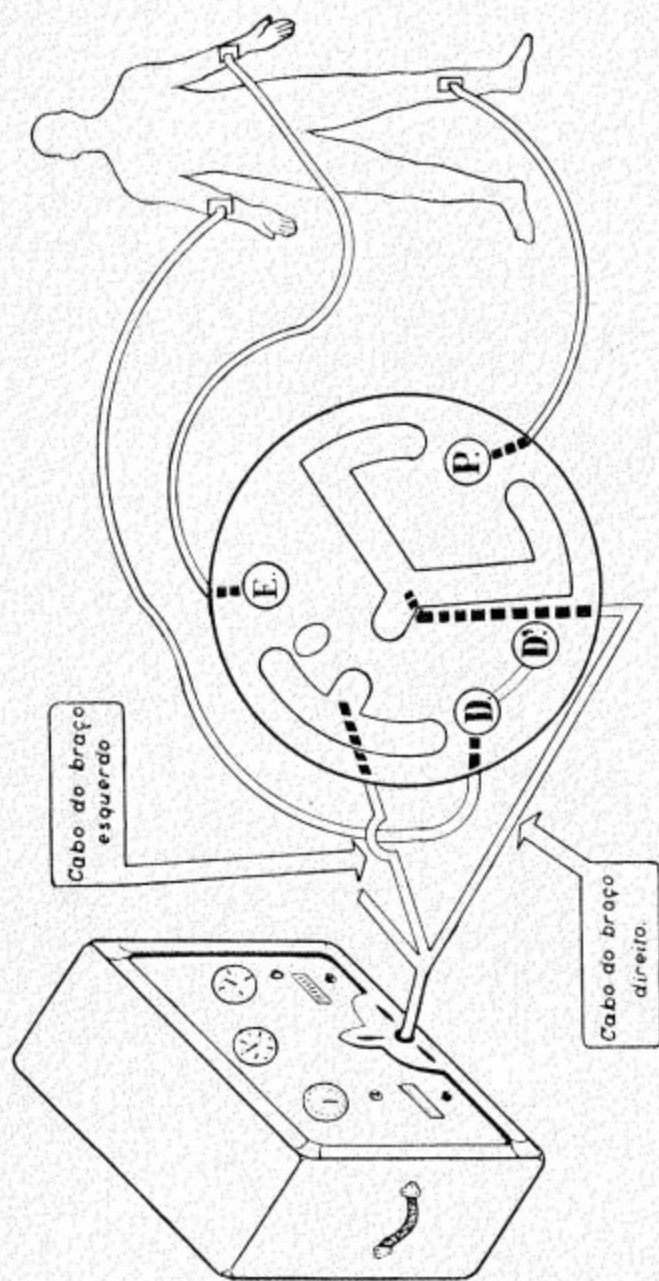 Cabo do braço
esquerdo
E.
P.
D.
D'.
Cabo do braço
direito.